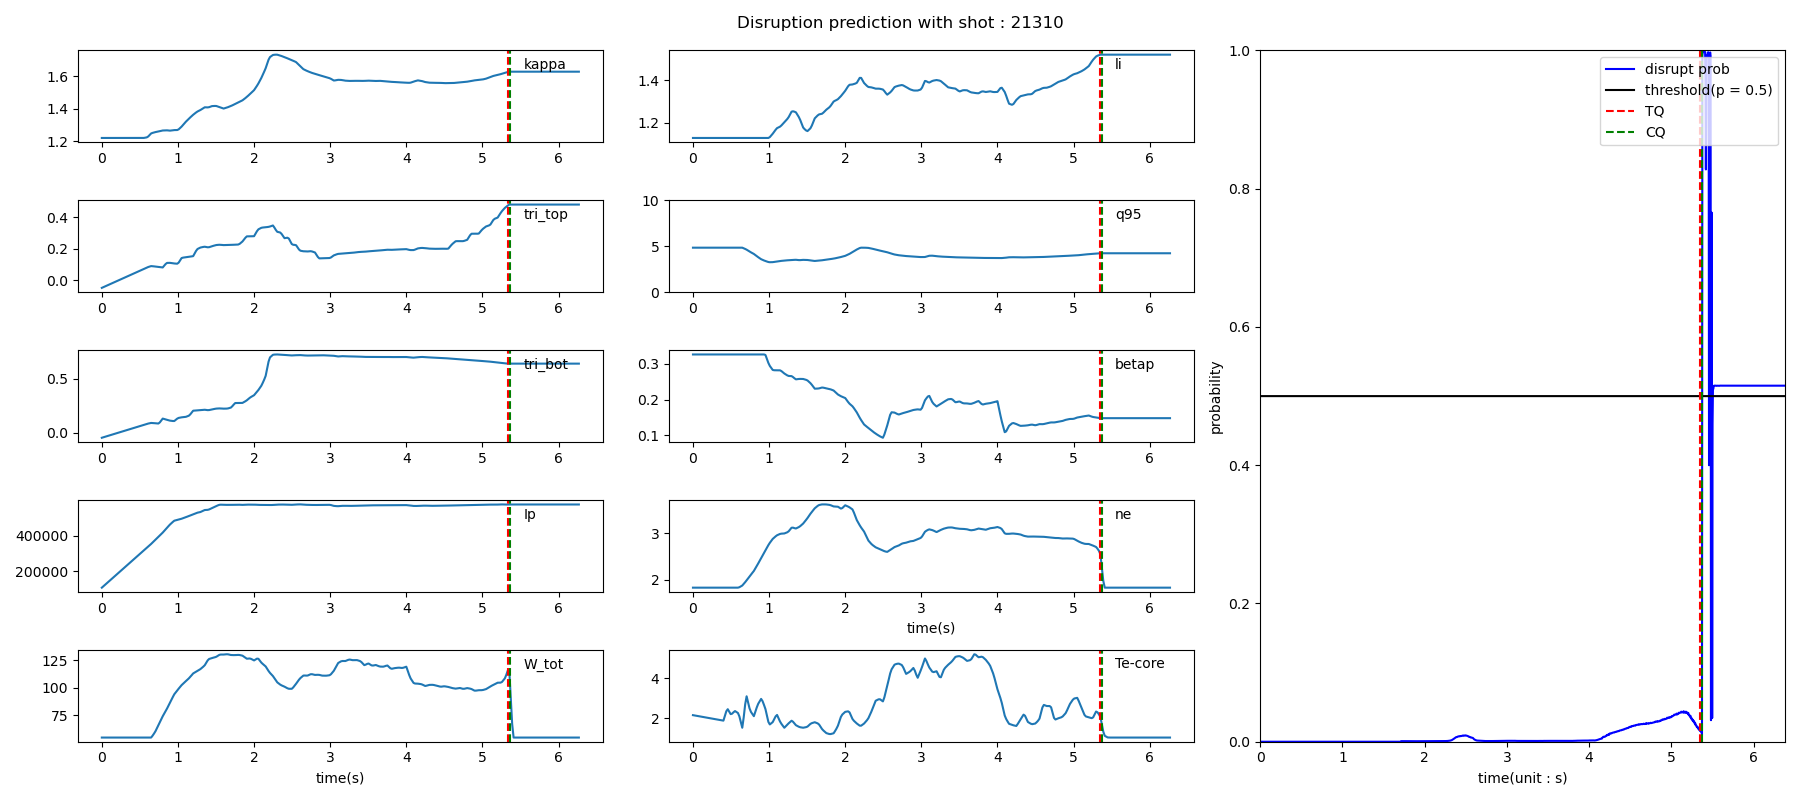 Disruption prediction with shot : 21310
kappa
1.6
1.4
1.2
0 1 2 3 4 5 6
li
1.4
1.2
0 1 2 3 4 5 6
tri_top
0.4
0.2
0.0
0 1 2 3 4 5 6
q95
10
5
0
0 1 2 3 4 5 6
tri_bot
0.5
0.0
0 1 2 3 4 5 6
betap
0.3
0.2
0.1
0 1 2 3 4 5 6
Ip
400000
200000
0 1 2 3 4 5 6
ne
3
2
0 1 2 3 4 5 6
time(s)
W_tot
125
100
75
0 1 2 3 4 5 6
time(s)
Te-core
4
2
0 1 2 3 4 5 6
disrupt prob
threshold(p = 0.5)
TQ
CQ
probability
1.0
0.8
0.6
0.4
0.2
0.0
0 1 2 3 4 5 6
time(unit : s)